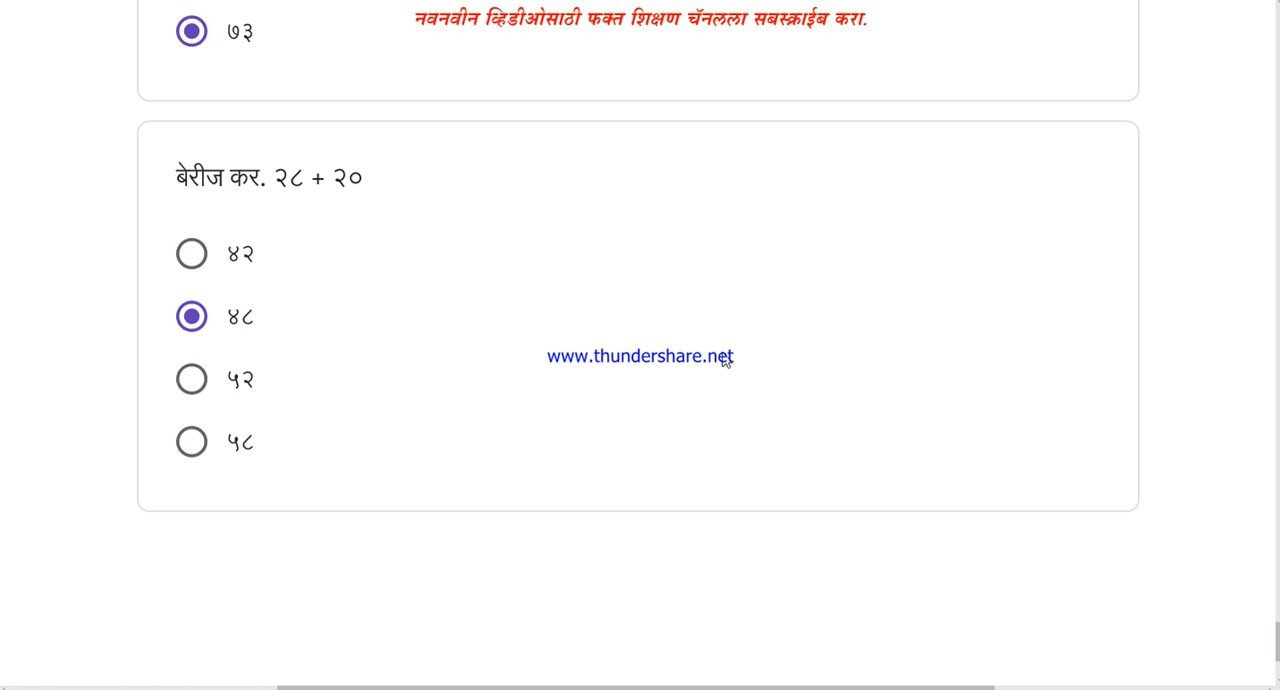 नवनवीन व्हिडीओसाठी फक्त शिक्षण चॅनलला सबस्क्राईब करा.
७३
बेरीज कर. २८ + २०
४२
४८
www.thundershare.net
५२
५८